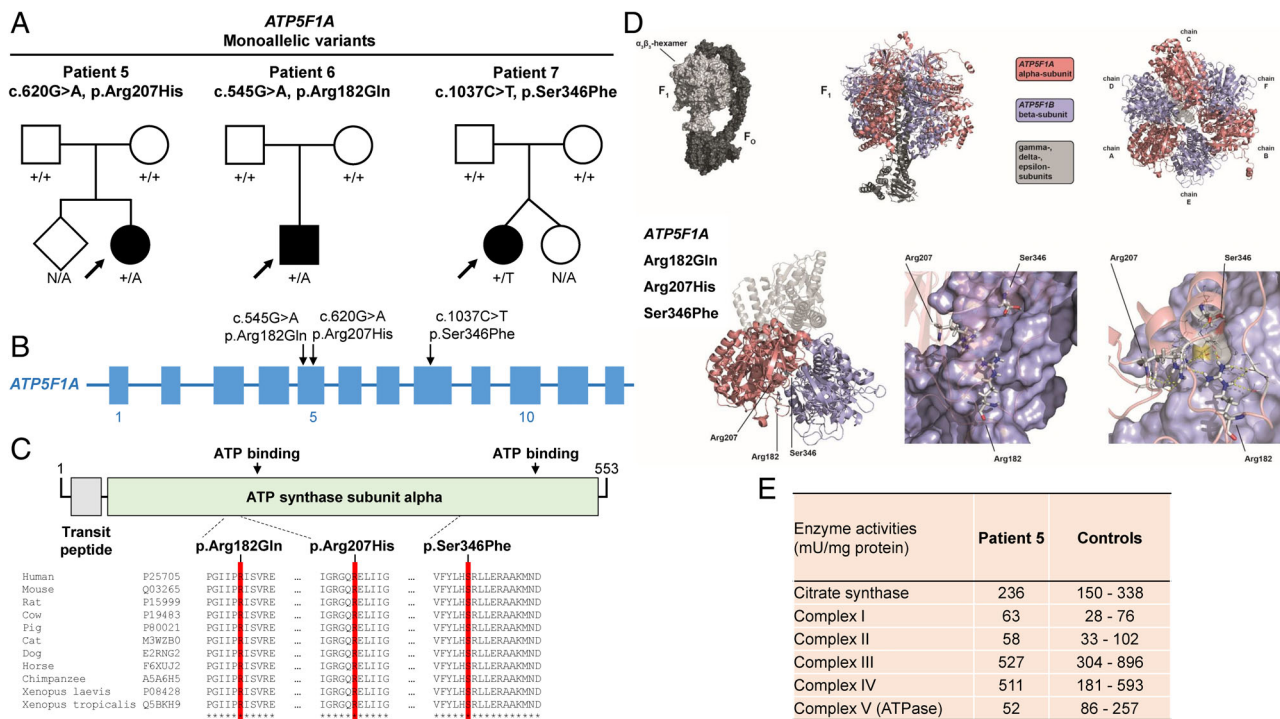 A
ATP5F1A
Monoallelic variants
Patient 5
c.620G>A, p.Arg207His
Patient 6
c.545G>A, p.Arg182Gln
Patient 7
c.1037C>T, p.Ser346Phe
+/+ +/+
+/+ +/+
+/+ +/+
N/A +/A
+/A
+/T N/A
B
c.545G>A
p.Arg182Gln
c.620G>A
p.Arg207His
c.1037C>T
p.Ser346Phe
ATP5F1A
1 5 10
C
ATP binding ATP binding
1 553
ATP synthase subunit alpha
Transit
peptide
p.Arg182Gln p.Arg207His p.Ser346Phe
Human P25705 PGIIPRISVRE ... IGRGQRELIIG ... VFYLHSRLLERAAKMND
Mouse Q03265 PGIIPRISVRE ... IGRGQRELIIG ... VFYLHSRLLERAAKMND
Rat P15999 PGIIPRISVRE ... IGRGQRELIIG ... VFYLHSRLLERAAKMND
Cow P19483 PGIIPRISVRE ... IGRGQRELIIG ... VFYLHSRLLERAAKMND
Pig P80021 PGIIPRISVRE ... IGRGQRELIIG ... VFYLHSRLLERAAKMND
Cat M3WZB0 PGIIPRISVRE ... IGRGQRELIIG ... VFYLHSRLLERAAKMND
Dog E2RNG2 PGIIPRISVRE ... IGRGQRELIIG ... VFYLHSRLLERAAKMND
Horse F6XUJ2 PGIIPRISVRE ... IGRGQRELIIG ... VFYLHSRLLERAAKMND
Chimpanzee A5A6H5 PGIIPRISVRE ... IGRGQRELIIG ... VFYLHSRLLERAAKMND
Xenopus laevis P08428 PGIIPRISVRE ... IGRGQRELIIG ... VFYLHSRLLERAAKMND
Xenopus tropicalis Q5BKH9 PGIIPRISVRE ... IGRGQRELIIG ... VFYLHSRLLERAAKMND
*********** *********** *****************
D
α₃β₃-hexamer
F₁
F₀
F₁
ATP5F1A
alpha-subunit
ATP5F1B
beta-subunit
gamma-,
delta-,
epsilon-
subunits
chain
C
chain
D
chain
F
chain
A
chain
B
chain
E
ATP5F1A
Arg182Gln
Arg207His
Ser346Phe
Arg207
Arg182
Ser346
Arg207
Ser346
Arg182
Arg207
Ser346
Arg182
E
Enzyme activities
(mU/mg protein) Patient 5 Controls
Citrate synthase 236 150 - 338
Complex I 63 28 - 76
Complex II 58 33 - 102
Complex III 527 304 - 896
Complex IV 511 181 - 593
Complex V (ATPase) 52 86 - 257